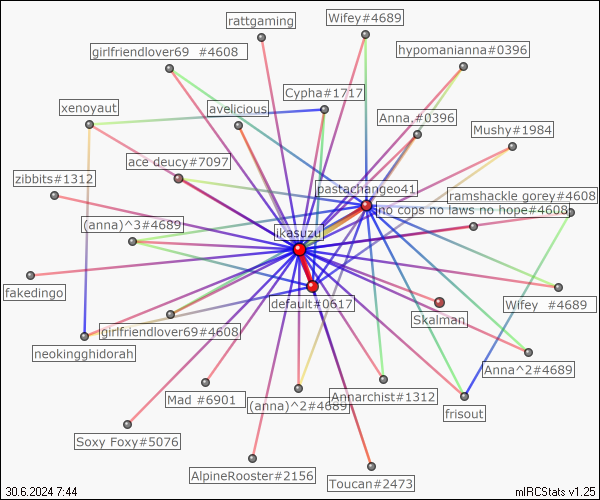 rattgaming
Wifey#4689
girlfriendlover69  #4608
hypomanianna#0396
Cypha#1717
xenoyaut
avelicious
Anna,#0396
Mushy#1984
ace deucy#7097
zibbits#1312
pastachangeo41
ramshackle gorey#4608
no cops no laws no hope#4608
(anna)^3#4689
ikasuzu
fakedingo
default#0617
Wifey  #4689
Skalman
girlfriendlover69#4608
neokingghidorah
Anna^2#4689
Mad #6901
(anna)^2#4689
Annarchist#1312
frisout
Soxy Foxy#5076
AlpineRooster#2156
Toucan#2473
30.6.2024 7:44
mIRCStats v1.25